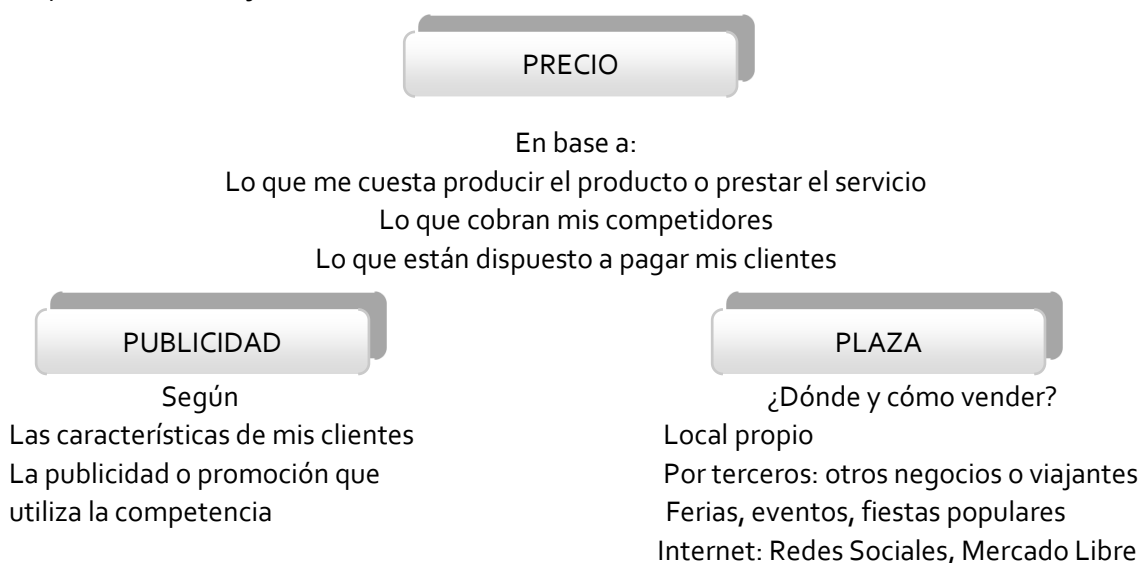 PRECIO
En base a:
Lo que me cuesta producir el producto o prestar el servicio
Lo que cobran mis competidores
Lo que están dispuesto a pagar mis clientes
PUBLICIDAD
Según
Las características de mis clientes
La publicidad o promoción que
utiliza la competencia
PLAZA
¿Dónde y cómo vender?
Local propio
Por terceros: otros negocios o viajantes
Ferias, eventos, fiestas populares
Internet: Redes Sociales, Mercado Libre